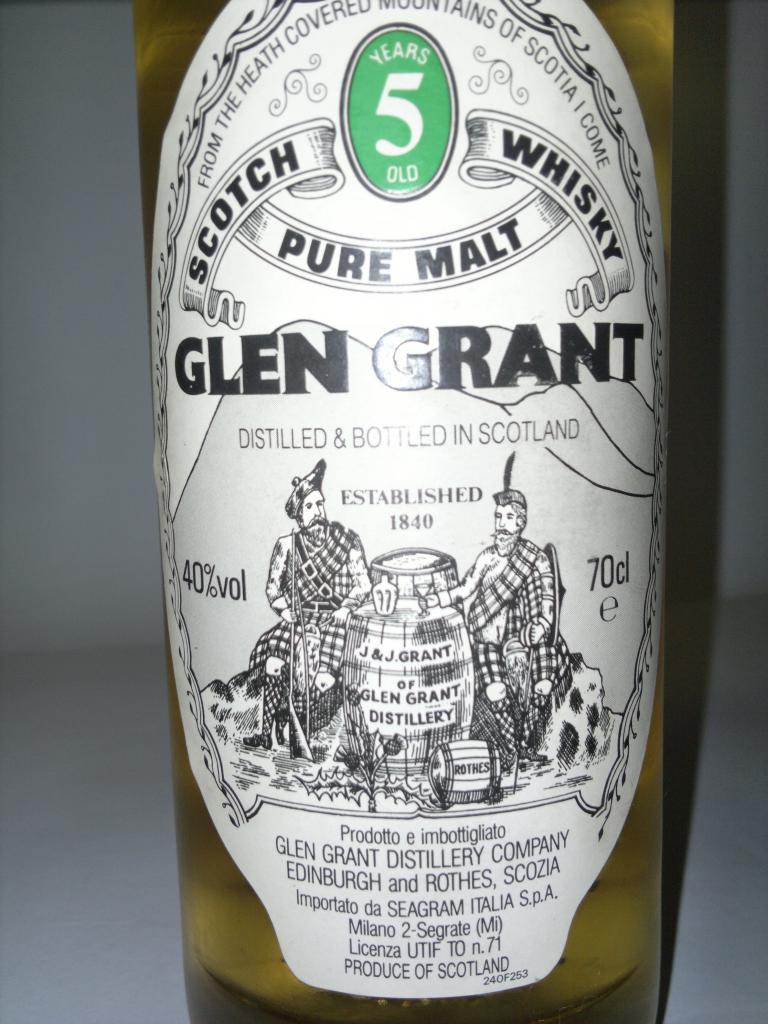 FROM THE HEATH COVERED MOUNTAINS OF SCOTIA I COME
YEARS
5
OLD
SCOTCH WHISKY
PURE MALT
GLEN GRANT
DISTILLED & BOTTLED IN SCOTLAND
ESTABLISHED
1840
40%vol
70cl
e
J & J. GRANT
OF
GLEN GRANT
DISTILLERY
ROTHES
Prodotto e imbottigliato
GLEN GRANT DISTILLERY COMPANY
EDINBURGH and ROTHES, SCOZIA
Importato da SEAGRAM ITALIA S.p.A.
Milano 2-Segrate (Mi)
Licenza UTIF TO n.71
PRODUCE OF SCOTLAND
240F253